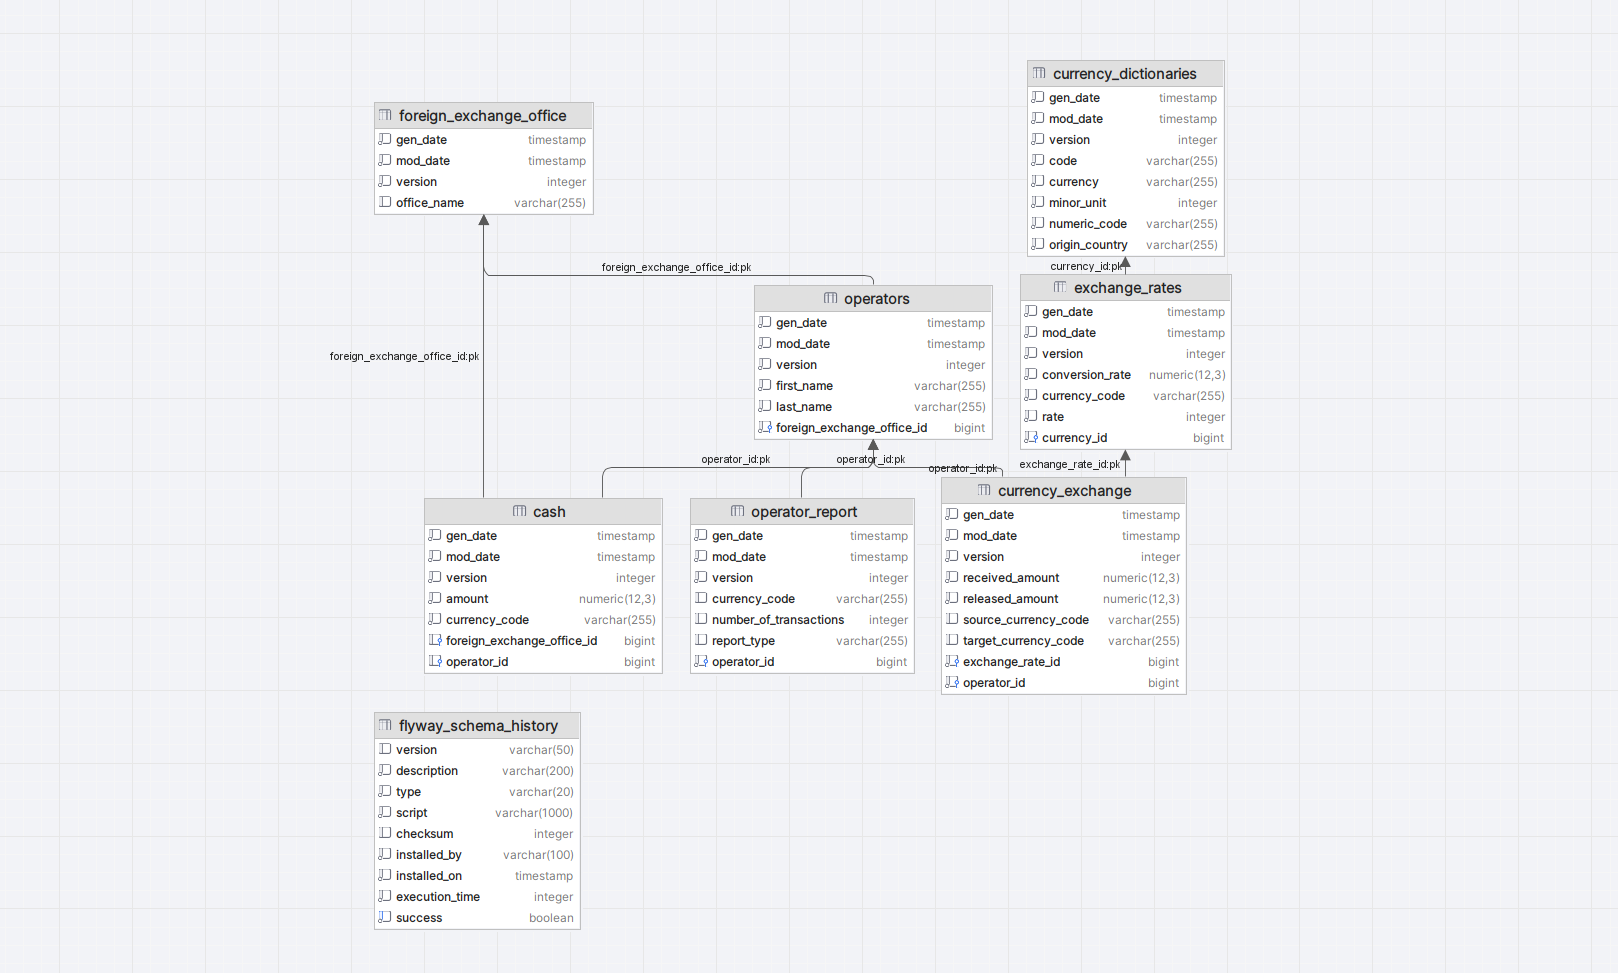 currency_dictionaries
gen_date timestamp
mod_date timestamp
version integer
code varchar(255)
currency varchar(255)
minor_unit integer
numeric_code varchar(255)
origin_country varchar(255)
foreign_exchange_office
gen_date timestamp
mod_date timestamp
version integer
office_name varchar(255)
foreign_exchange_office_id:pk
currency_id:pk
operators
gen_date timestamp
mod_date timestamp
version integer
first_name varchar(255)
last_name varchar(255)
foreign_exchange_office_id bigint
exchange_rates
gen_date timestamp
mod_date timestamp
version integer
conversion_rate numeric(12,3)
currency_code varchar(255)
rate integer
currency_id bigint
foreign_exchange_office_id:pk
operator_id:pk
operator_id:pk
operator_id:pk
exchange_rate_id:pk
cash
gen_date timestamp
mod_date timestamp
version integer
amount numeric(12,3)
currency_code varchar(255)
foreign_exchange_office_id bigint
operator_id bigint
operator_report
gen_date timestamp
mod_date timestamp
version integer
currency_code varchar(255)
number_of_transactions integer
report_type varchar(255)
operator_id bigint
currency_exchange
gen_date timestamp
mod_date timestamp
version integer
received_amount numeric(12,3)
released_amount numeric(12,3)
source_currency_code varchar(255)
target_currency_code varchar(255)
exchange_rate_id bigint
operator_id bigint
flyway_schema_history
version varchar(50)
description varchar(200)
type varchar(20)
script varchar(1000)
checksum integer
installed_by varchar(100)
installed_on timestamp
execution_time integer
success boolean